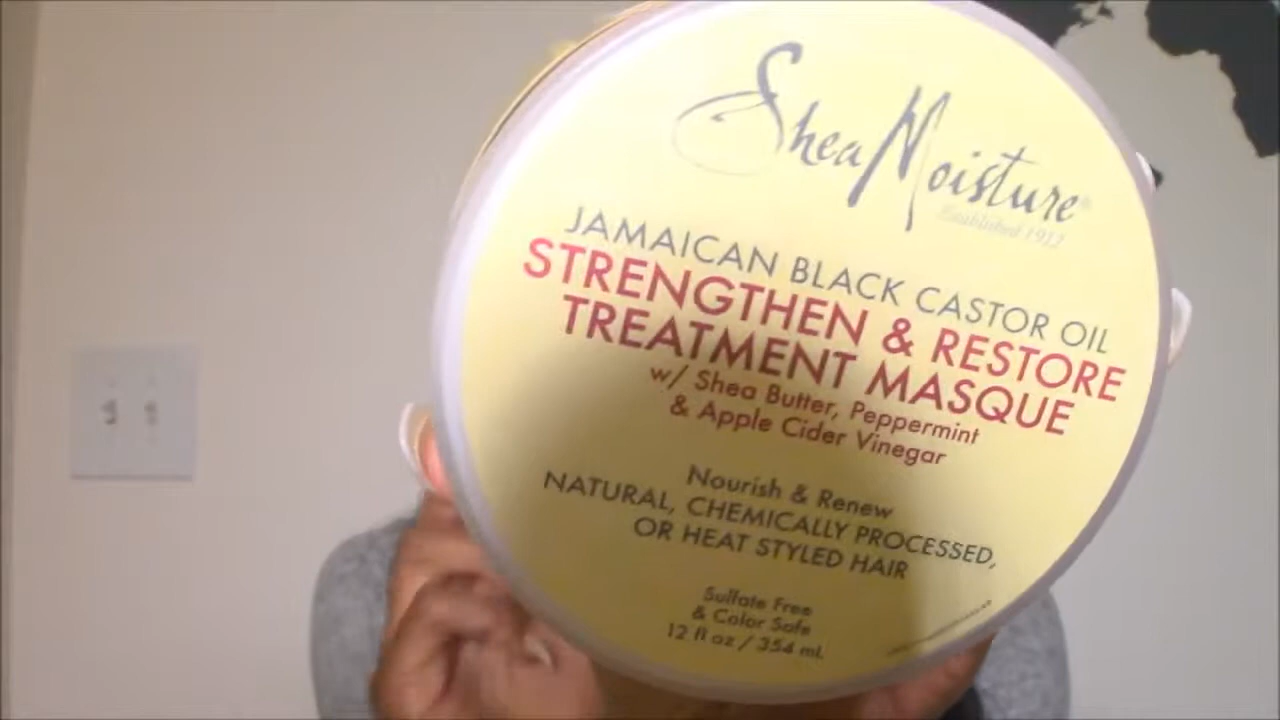 SheaMoisture®
Established 1912
JAMAICAN BLACK CASTOR OIL
STRENGTHEN & RESTORE
TREATMENT MASQUE
w/ Shea Butter, Peppermint
& Apple Cider Vinegar
Nourish & Renew
NATURAL, CHEMICALLY PROCESSED,
OR HEAT STYLED HAIR
Sulfate Free
& Color Safe
12 fl oz / 354 mL